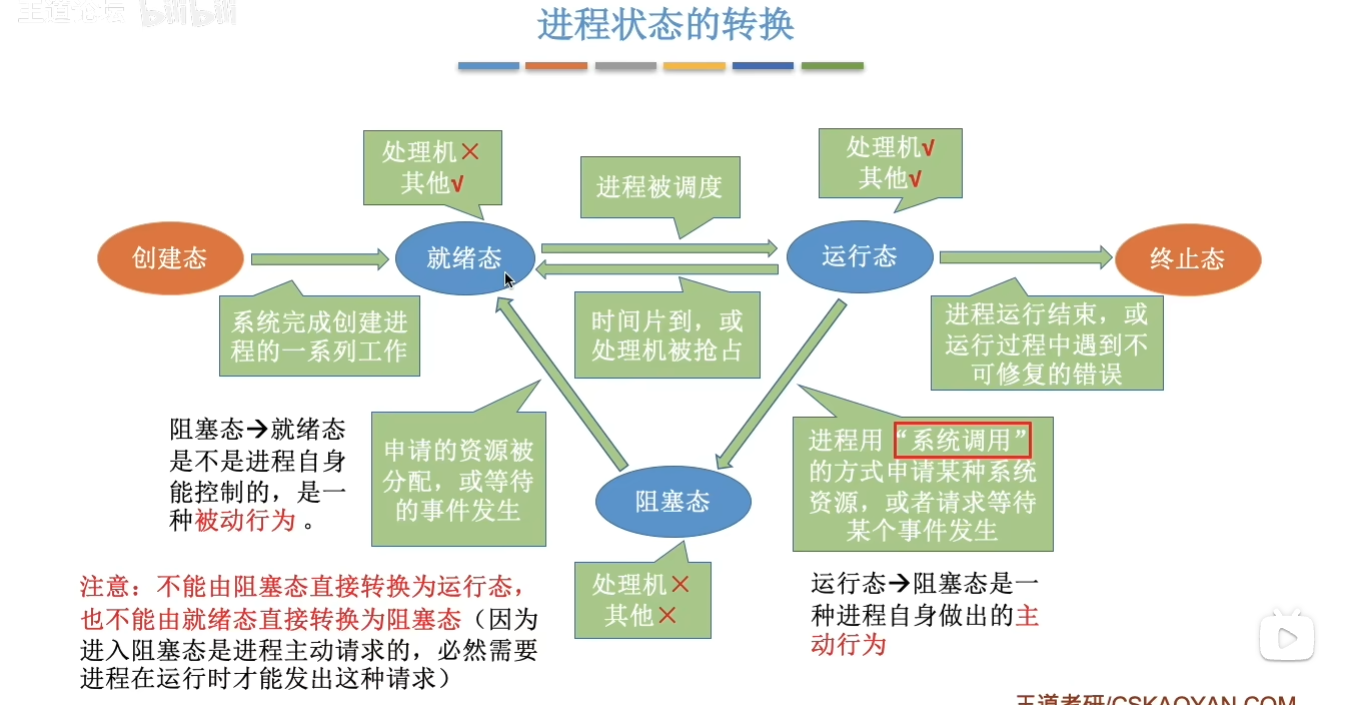 王道论坛 bilibili
进程状态的转换
处理机×
其他√
进程被调度
处理机√
其他√
创建态
就绪态
运行态
终止态
系统完成创建进
程的一系列工作
时间片到，或
处理机被抢占
进程运行结束，或
运行过程中遇到不
可修复的错误
阻塞态→就绪态
是不是进程自身
能控制的，是一
种被动行为 。
申请的资源被
分配，或等待
的事件发生
进程用“系统调用”
的方式申请某种系统
资源，或者请求等待
某个事件发生
阻塞态
处理机×
其他×
注意：不能由阻塞态直接转换为运行态，
也不能由就绪态直接转换为阻塞态（因为
进入阻塞态是进程主动请求的，必然需要
进程在运行时才能发出这种请求）
运行态→阻塞态是一
种进程自身做出的主
动行为
王道考研/CSKAOYAN.COM